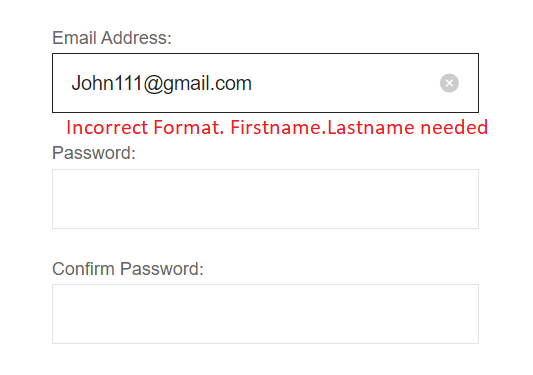 Email Address:
John111@gmail.com
Incorrect Format. Firstname.Lastname needed
Password:
Confirm Password: